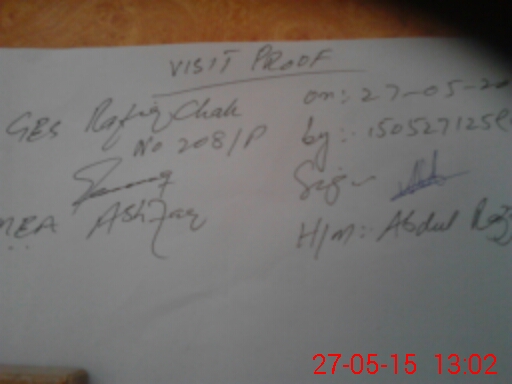 VISIT PROOF
GES Rafiq Chak
No 208/P
on: 27-05-20
by: 150527125
Sign
MEA Ashfaq
H/M: Abdul
27-05-15 13:02